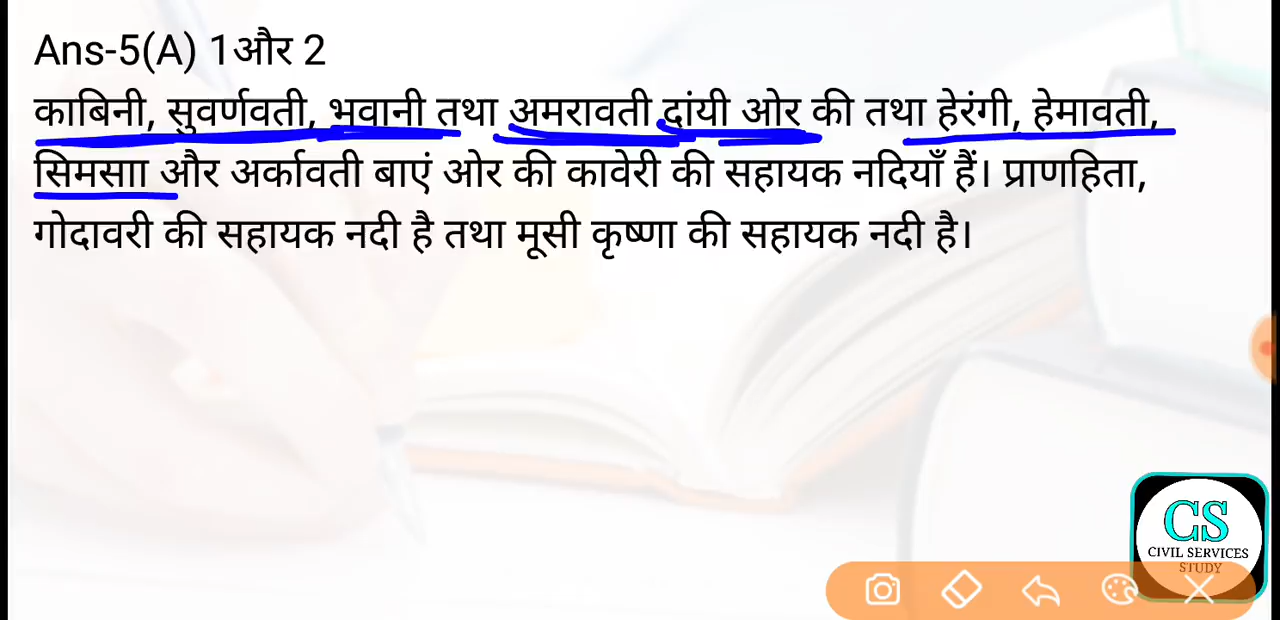 Ans-5(A) 1और 2
काबिनी, सुवर्णवती, भवानी तथा अमरावती दांयी ओर की तथा हेरंगी, हेमावती,
सिमसाा और अर्कावती बाएं ओर की कावेरी की सहायक नदियाँ हैं। प्राणहिता,
गोदावरी की सहायक नदी है तथा मूसी कृष्णा की सहायक नदी है।
CS
CIVIL SERVICES
STUDY